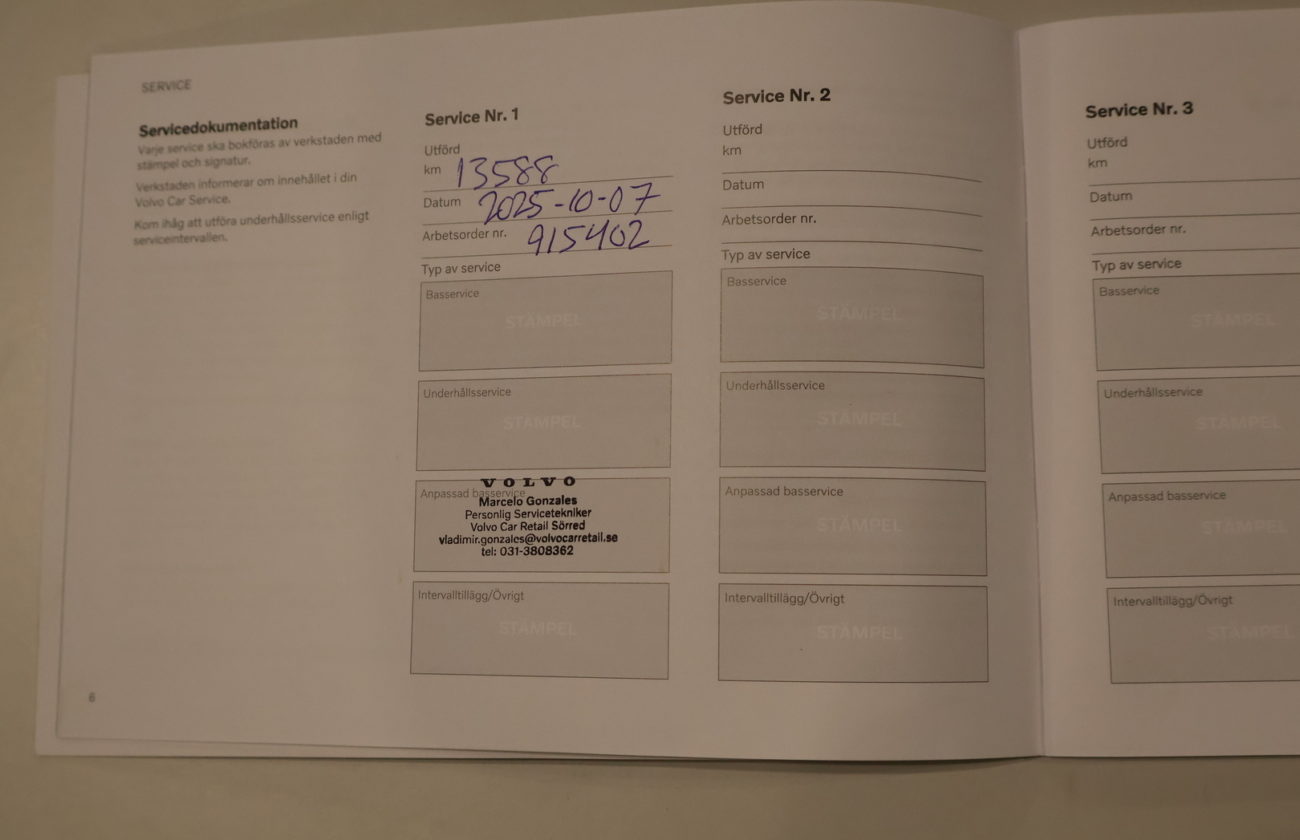 SERVICE
Servicedokumentation
Varje service ska bokföras av verkstaden med
stämpel och signatur.
Verkstaden informerar om innehållet i din
Volvo Car Service.
Kom ihåg att utföra underhållsservice enligt
serviceintervallen.
6
Service Nr. 1
Utförd
km 13588
Datum 2025-10-07
Arbetsorder nr. 915402
Typ av service
Basservice
STÄMPEL
Underhållsservice
STÄMPEL
Anpassad basservice
VOLVO
Marcelo Gonzales
Personlig Servicetekniker
Volvo Car Retail Sörred
vladimir.gonzales@volvocarretail.se
tel: 031-3808362
Intervalltillägg/Övrigt
STÄMPEL
Service Nr. 2
Utförd
km
Datum
Arbetsorder nr.
Typ av service
Basservice
STÄMPEL
Underhållsservice
STÄMPEL
Anpassad basservice
STÄMPEL
Intervalltillägg/Övrigt
STÄMPEL
Service Nr. 3
Utförd
km
Datum
Arbetsorder nr.
Typ av service
Basservice
STÄMPEL
Underhållsservice
STÄMPEL
Anpassad basservice
STÄMPEL
Intervalltillägg/Övrigt
STÄMPEL